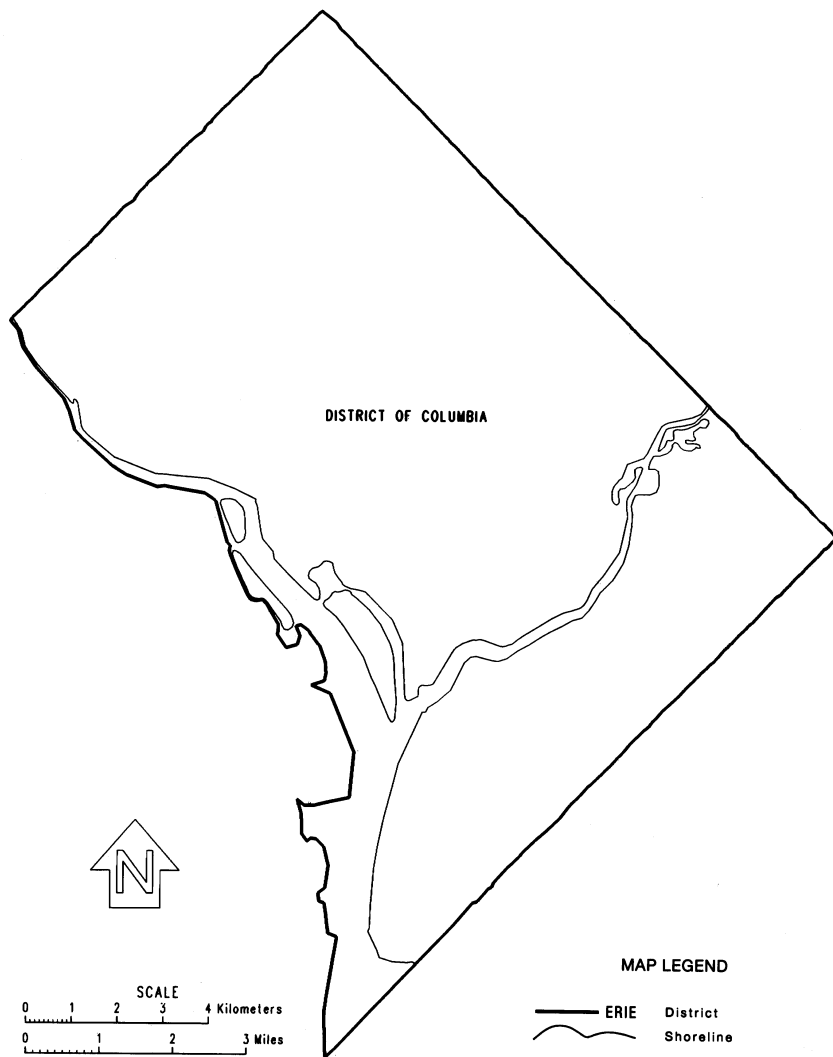 DISTRICT OF COLUMBIA
N
SCALE
0 1 2 3 4 Kilometers
0 1 2 3 Miles
MAP LEGEND
ERIE District
Shoreline